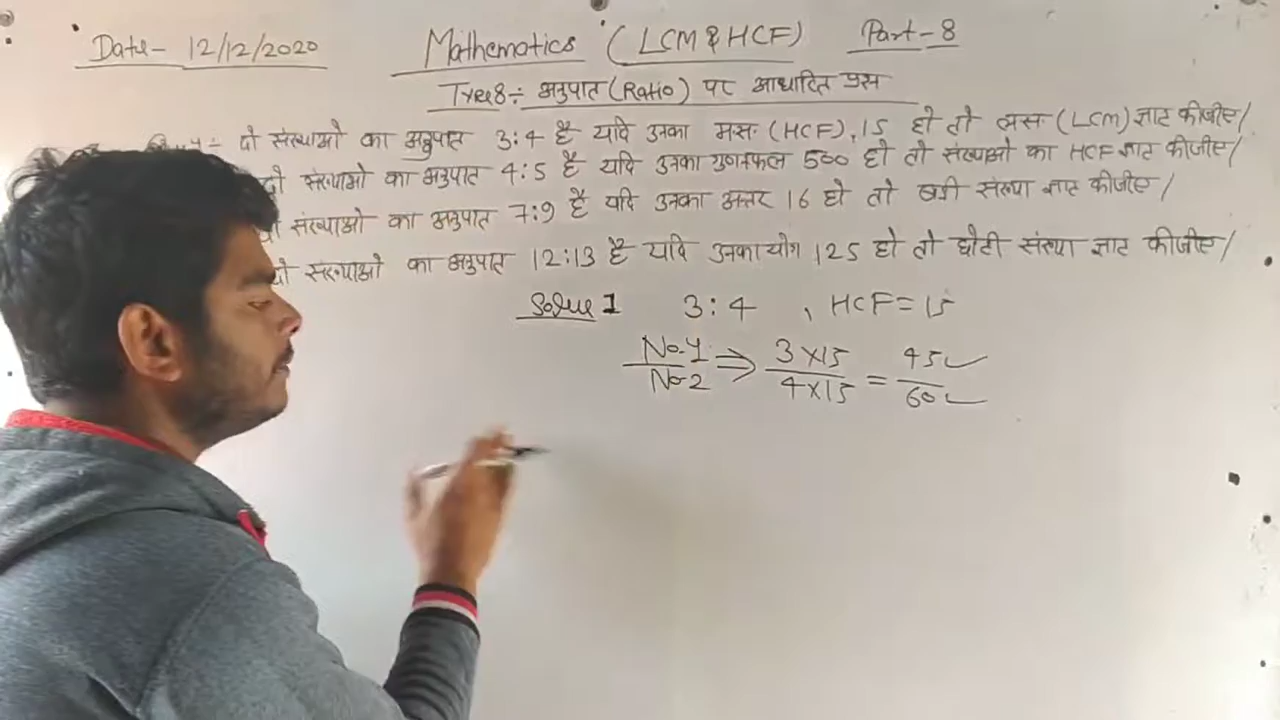 Date- 12/12/2020
Mathematics (LCM & HCF)
Part-8
Type8÷ अनुपात (Ratio) पर आधारित प्रश्न
दो संख्याओ का अनुपात 3:4 है यदि उनका मस. (HCF), 15 हो तो लस. (LCM) ज्ञात कीजीए/
दो संख्याओ का अनुपात 4:5 है यदि उनका गुणनफल 500 हो तो संख्याओ का HCF ज्ञात कीजीए/
दो संख्याओ का अनुपात 7:9 है यदि उनका अन्तर 16 हो तो बडी संख्या ज्ञात कीजीए/
दो संख्याओ का अनुपात 12:13 है यदि उनका योग 125 हो तो छोटी संख्या ज्ञात कीजीए/
Solve 1 3:4 , HCF = 15
No-1 ⇒ 3×15 = 45 ✓
No-2 4×15 60 ✓